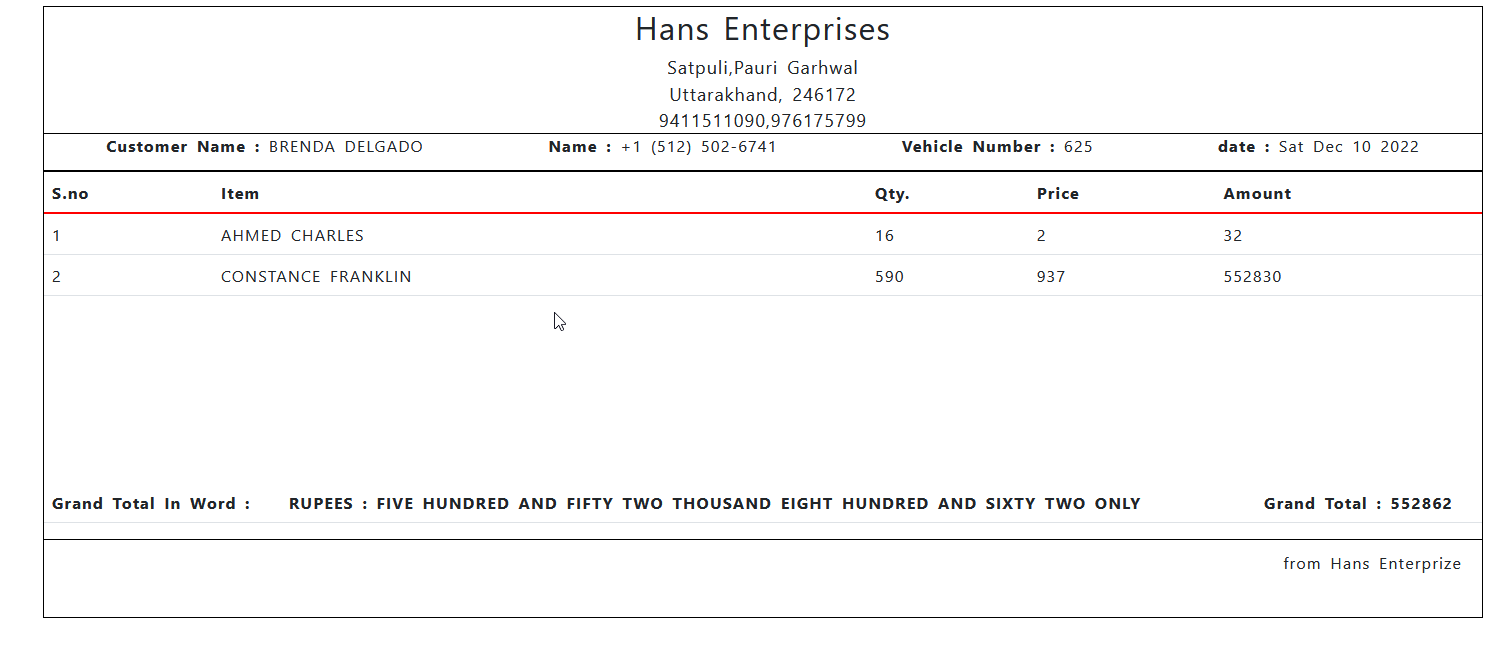 Hans Enterprises
Satpuli,Pauri Garhwal
Uttarakhand, 246172
9411511090,976175799
Customer Name : BRENDA DELGADO Name : +1 (512) 502-6741 Vehicle Number : 625 date : Sat Dec 10 2022
S.no Item Qty. Price Amount
1 AHMED CHARLES 16 2 32
2 CONSTANCE FRANKLIN 590 937 552830
Grand Total In Word : RUPEES : FIVE HUNDRED AND FIFTY TWO THOUSAND EIGHT HUNDRED AND SIXTY TWO ONLY Grand Total : 552862
from Hans Enterprize